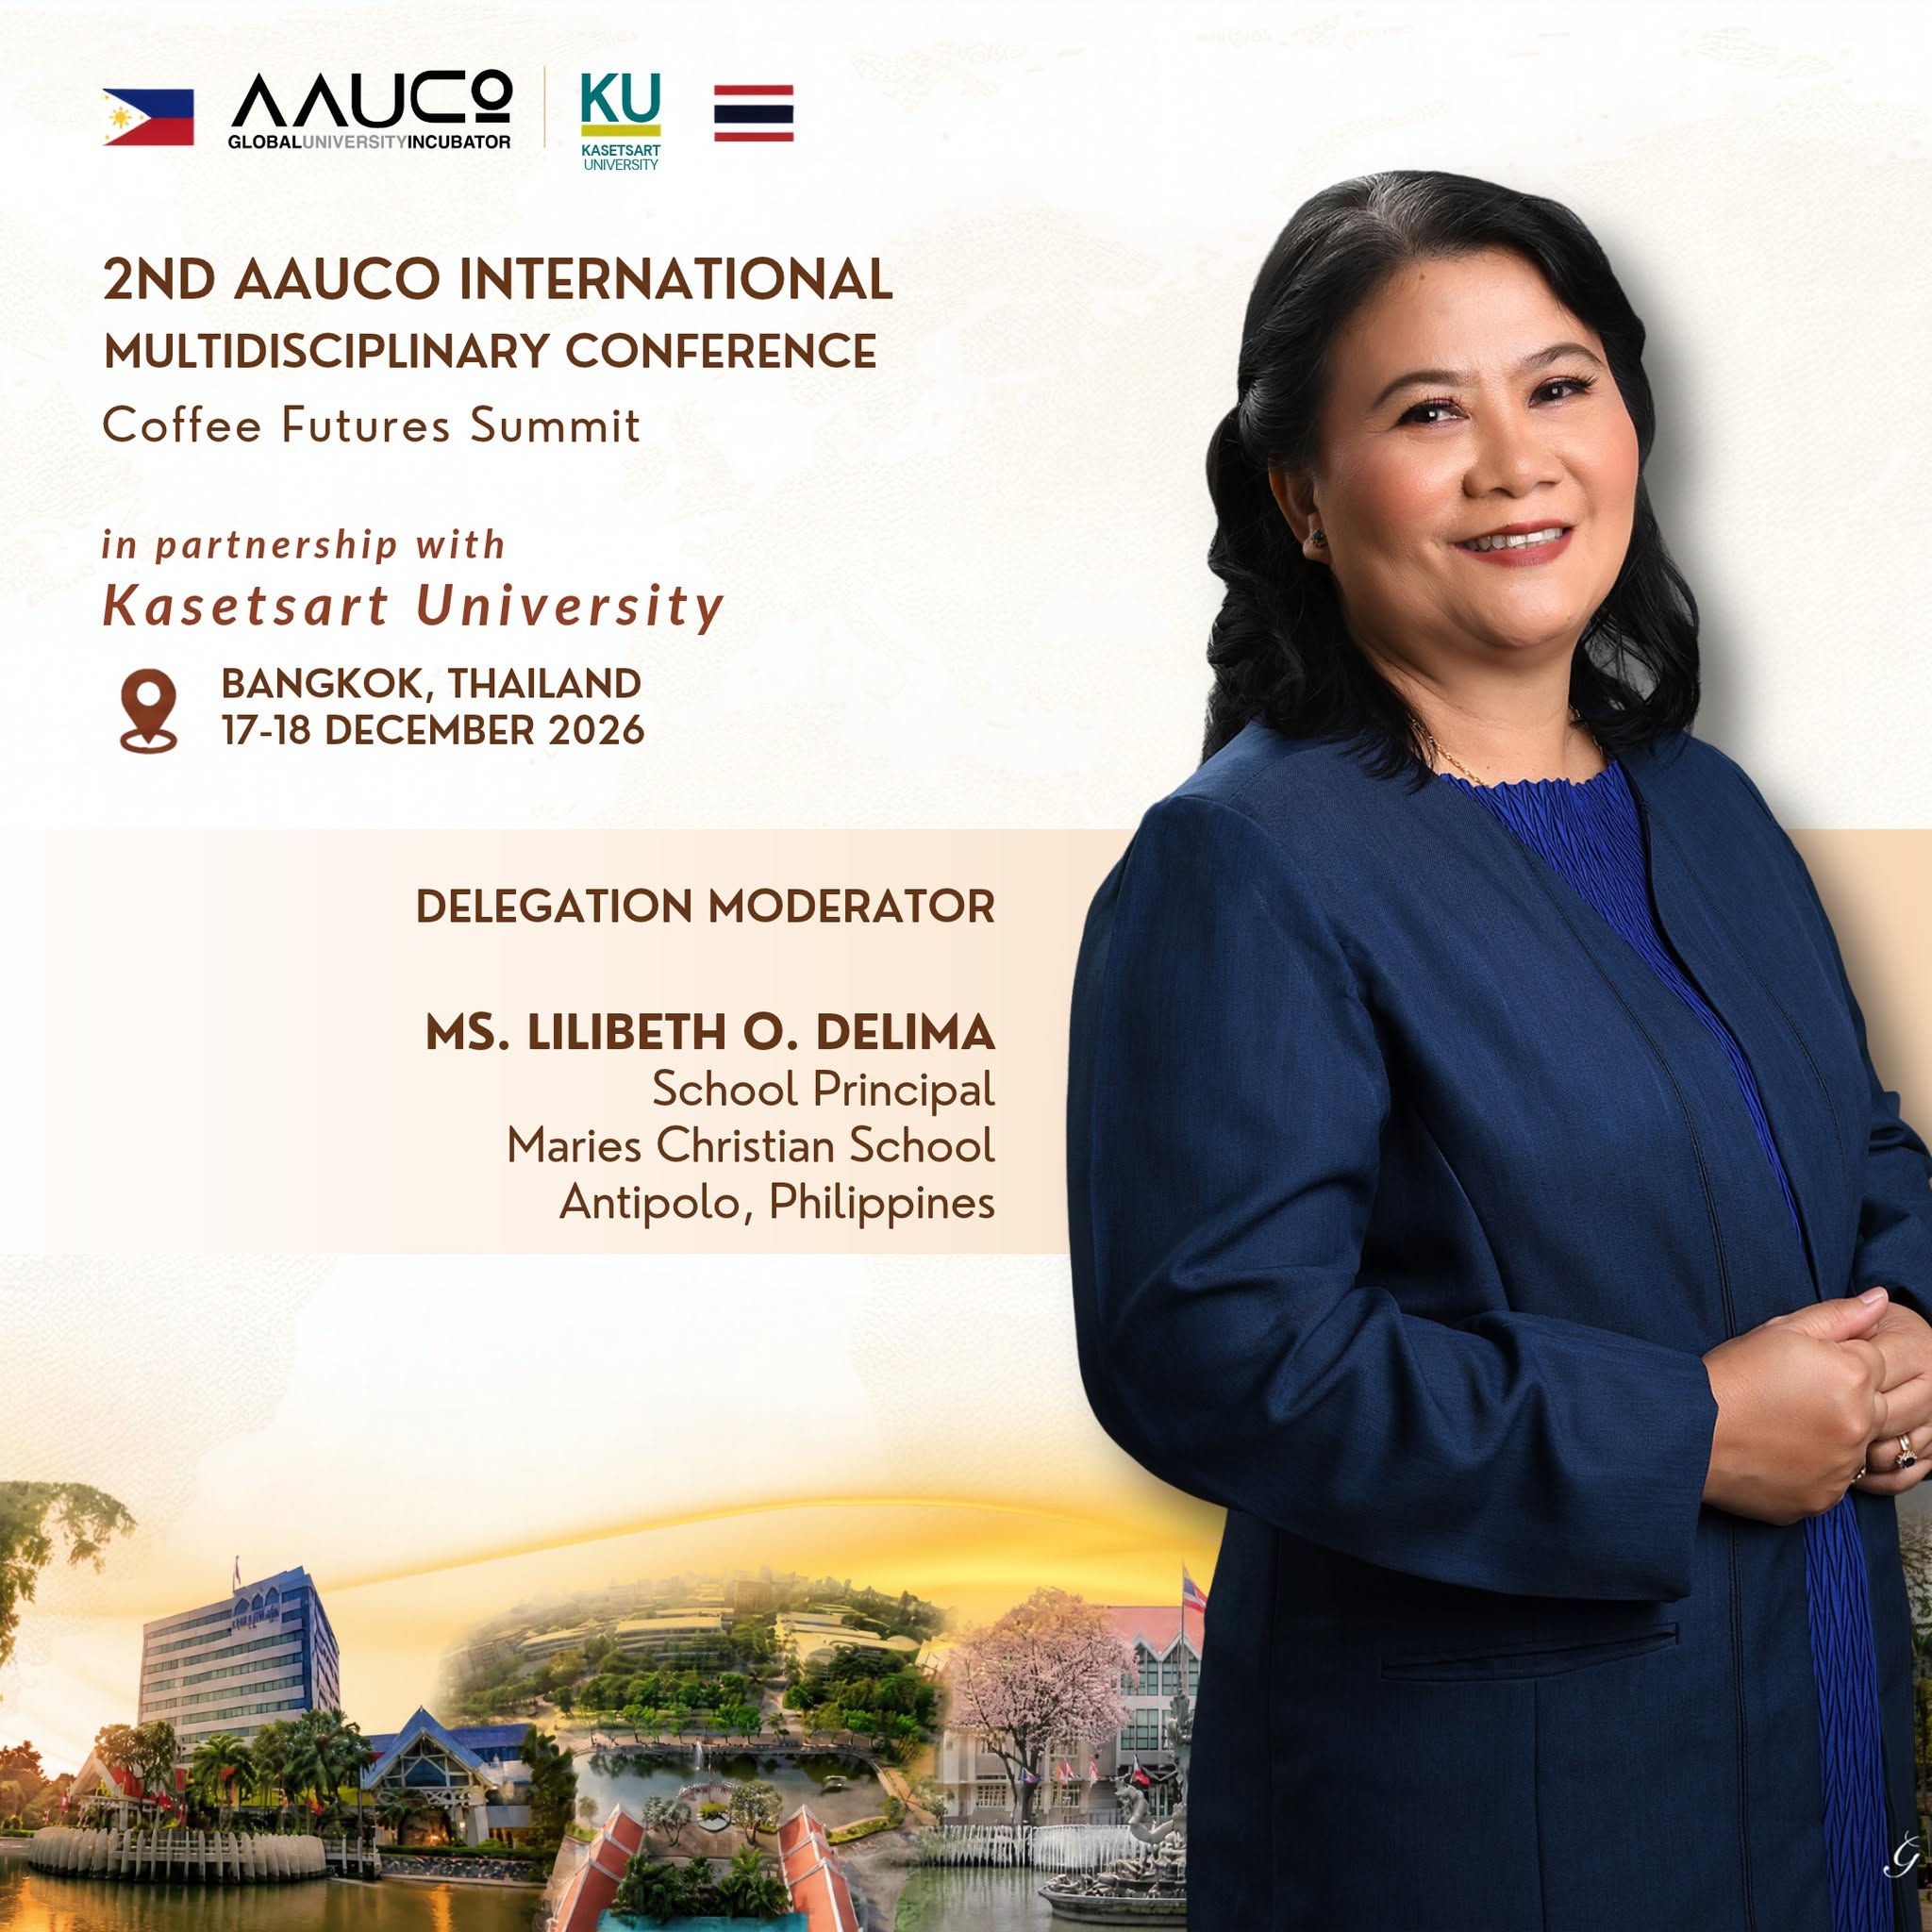 AAUCO
GLOBALUNIVERSITYINCUBATOR
KU
KASETSART
UNIVERSITY
2ND AAUCO INTERNATIONAL
MULTIDISCIPLINARY CONFERENCE
Coffee Futures Summit
in partnership with
Kasetsart University
BANGKOK, THAILAND
17-18 DECEMBER 2026
DELEGATION MODERATOR
MS. LILIBETH O. DELIMA
School Principal
Maries Christian School
Antipolo, Philippines